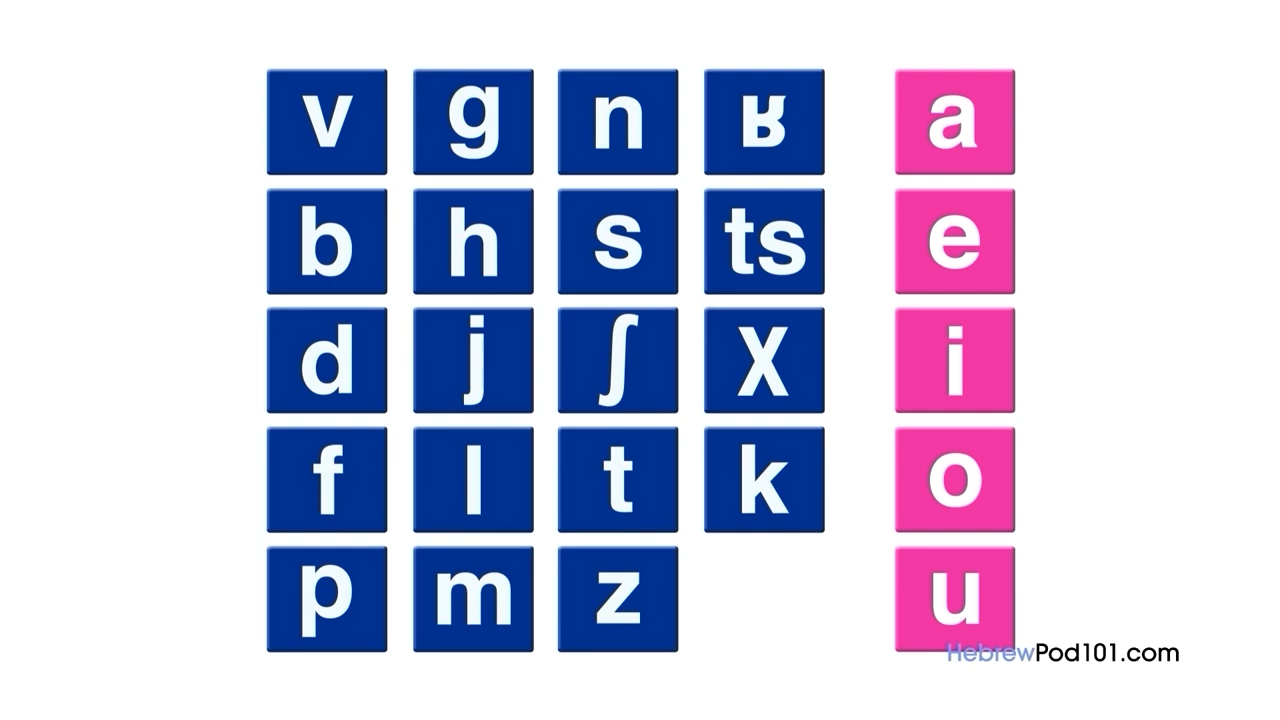 v g n ʁ a
b h s ts e
d j ʃ χ i
f l t k o
p m z u
HebrewPod101.com